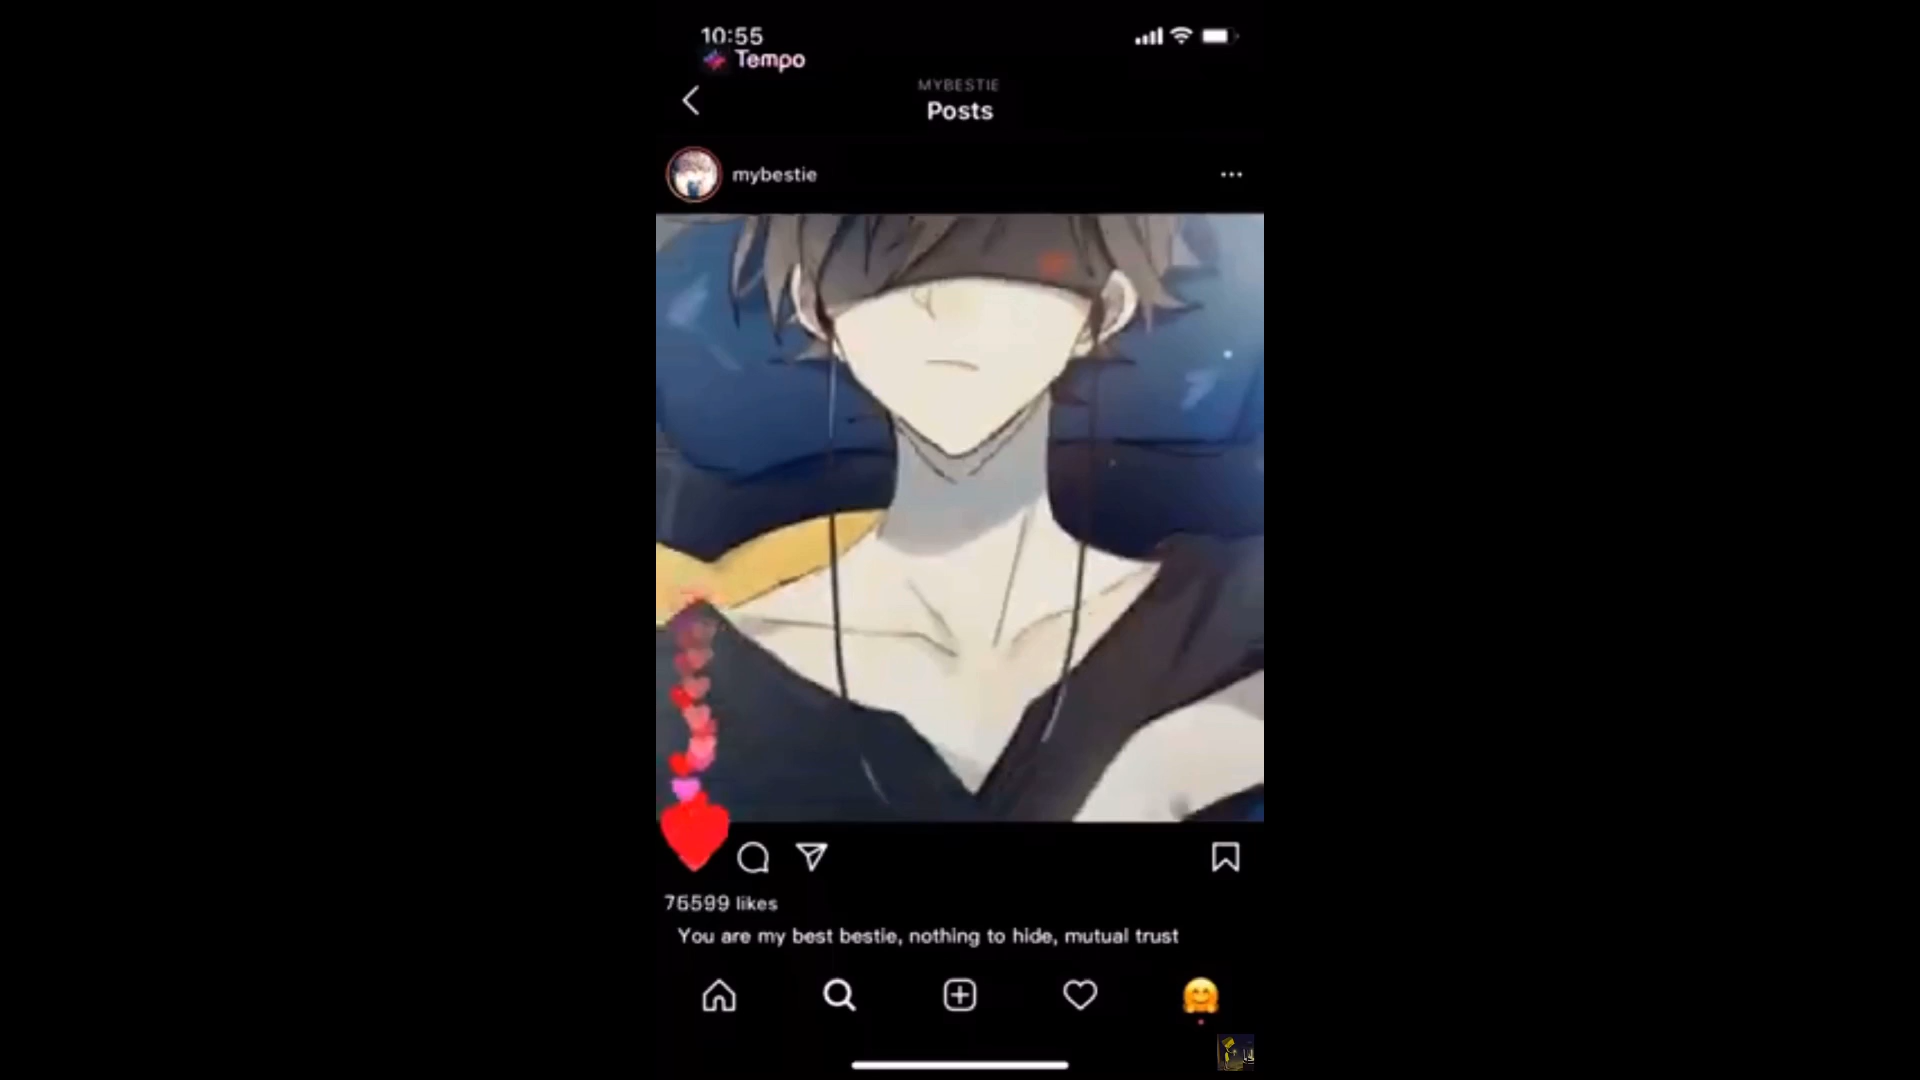 10:55
Tempo
MYBESTIE
Posts
mybestie
76599 likes
You are my best bestie, nothing to hide, mutual trust